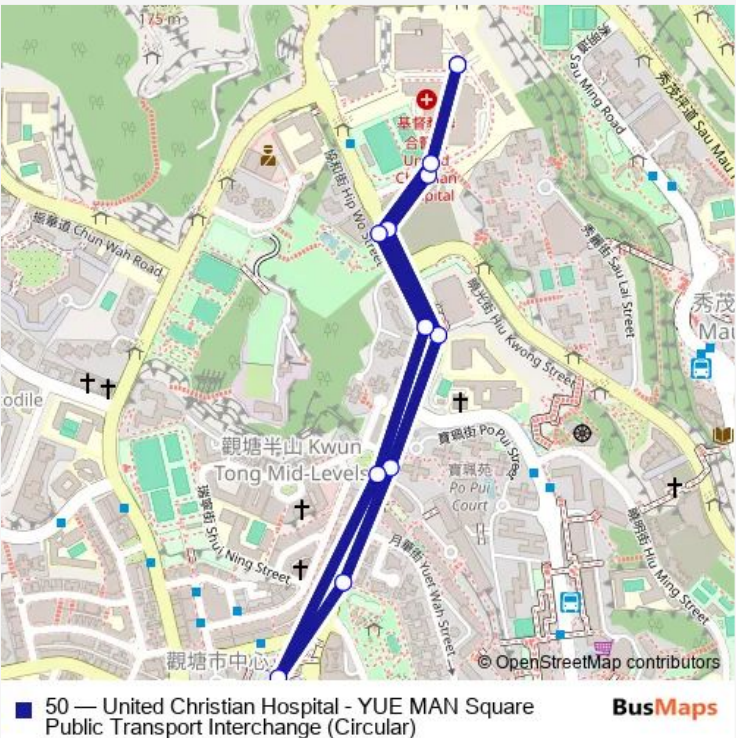 175 m
秀明道
Sau Ming Road
秀茂坪道 Sau Mau
合
United
Hospital
協和街 Hip Wo Street
振華道 Chun Wah Road
秀麗街 Sau Lai Street
曉光街 Hiu Kwong Street
秀茂
Mau
odile
觀塘半山 Kwun
Tong Mid-Levels
寶珮街 Po Pui Street
寶珮苑
Po Pui
Court
瑞寧街 Shui Ning Street
月華街 Yuet Wah Street
曉明街 Hiu Ming Street
觀塘市中心
© OpenStreetMap contributors
50 — United Christian Hospital - YUE MAN Square
Public Transport Interchange (Circular)
BusMaps